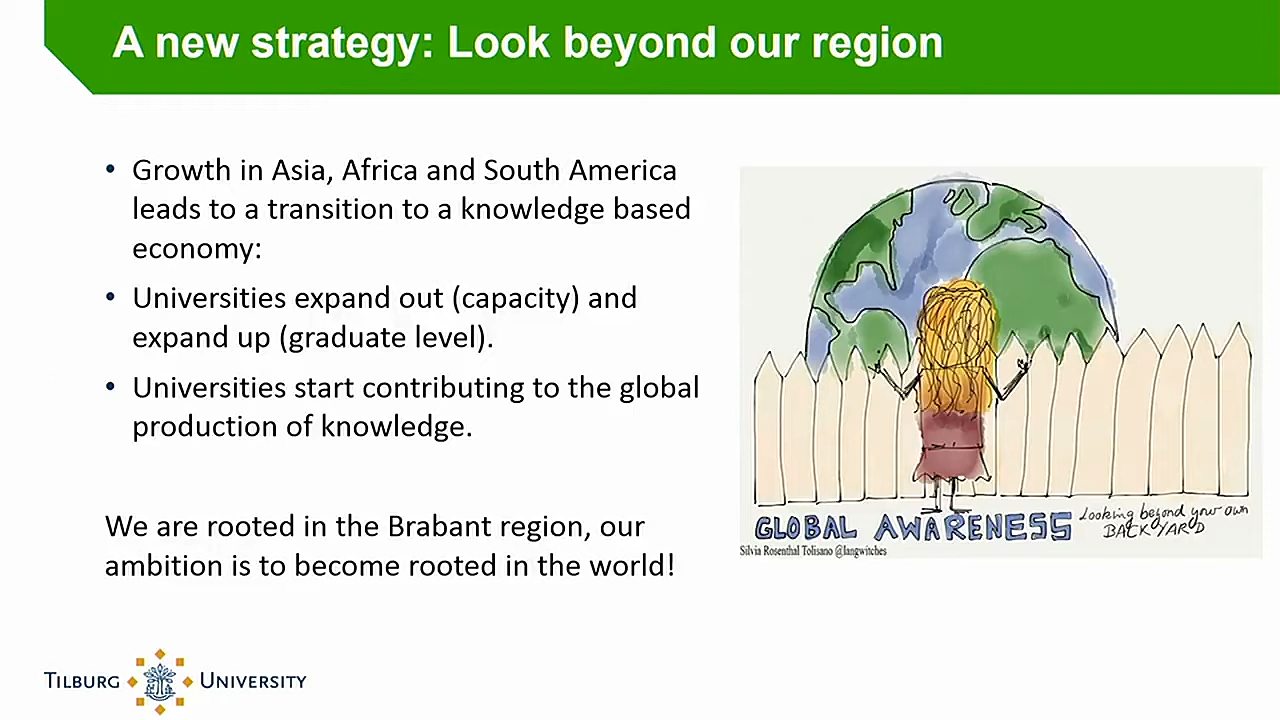 A new strategy: Look beyond our region
• Growth in Asia, Africa and South America
leads to a transition to a knowledge based
economy:
• Universities expand out (capacity) and
expand up (graduate level).
• Universities start contributing to the global
production of knowledge.
We are rooted in the Brabant region, our
ambition is to become rooted in the world!
GLOBAL AWARENESS
Looking beyond your own
BACKYARD
Silvia Rosenthal Tolisano @langwitches
TILBURG UNIVERSITY